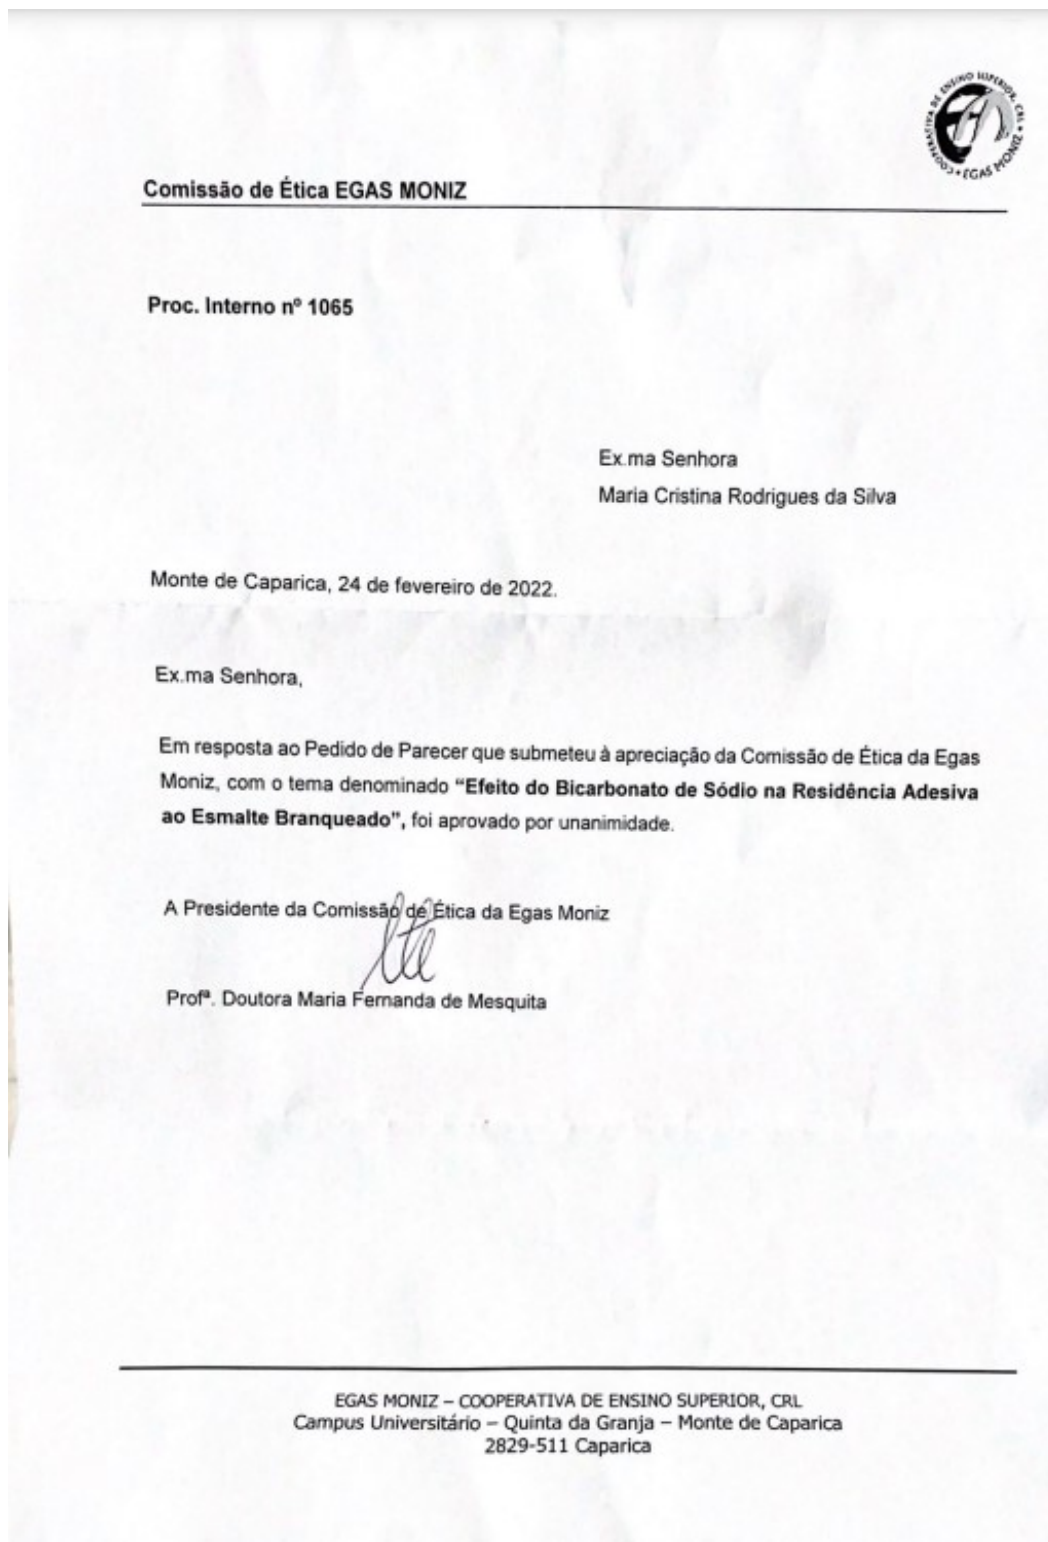 COOPERATIVA DE ENSINO SUPERIOR, CRL • EGAS MONIZ •
Comissão de Ética EGAS MONIZ
Proc. Interno nº 1065
Ex.ma Senhora
Maria Cristina Rodrigues da Silva
Monte de Caparica, 24 de fevereiro de 2022.
Ex.ma Senhora,
Em resposta ao Pedido de Parecer que submeteu à apreciação da Comissão de Ética da Egas
Moniz, com o tema denominado “Efeito do Bicarbonato de Sódio na Residência Adesiva
ao Esmalte Branqueado”, foi aprovado por unanimidade.
A Presidente da Comissão de Ética da Egas Moniz
Profª. Doutora Maria Fernanda de Mesquita
EGAS MONIZ – COOPERATIVA DE ENSINO SUPERIOR, CRL
Campus Universitário – Quinta da Granja – Monte de Caparica
2829-511 Caparica